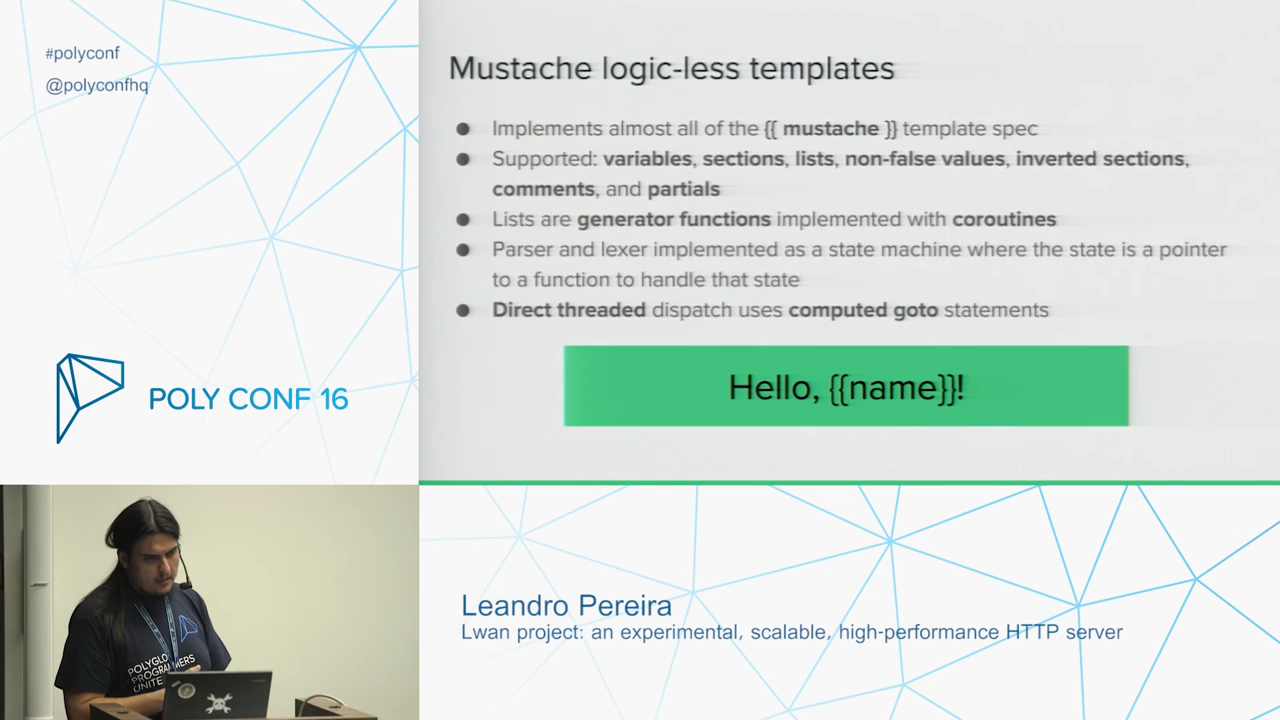 #polyconf
@polyconfhq
POLY CONF 16
Mustache logic-less templates
● Implements almost all of the {{ mustache }} template spec
● Supported: variables, sections, lists, non-false values, inverted sections,
comments, and partials
● Lists are generator functions implemented with coroutines
● Parser and lexer implemented as a state machine where the state is a pointer
to a function to handle that state
● Direct threaded dispatch uses computed goto statements
Hello, {{name}}!
POLYGLO
PROGRAMMERS
UNITE
Leandro Pereira
Lwan project: an experimental, scalable, high-performance HTTP server